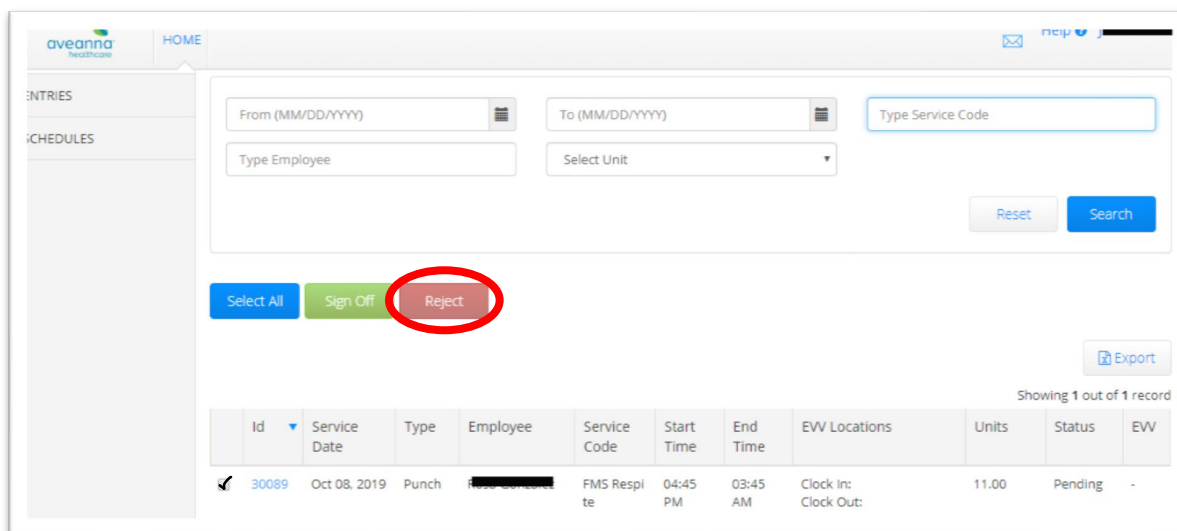 aveanna
healthcare
HOME
Help
ENTRIES
SCHEDULES
From (MM/DD/YYYY)
To (MM/DD/YYYY)
Type Service Code
Type Employee
Select Unit
Reset
Search
Select All
Sign Off
Reject
Export
Showing 1 out of 1 record
Id Service Date Type Employee Service Code Start Time End Time EVV Locations Units Status EVV
30089 Oct 08, 2019 Punch FMS Respite 04:45 PM 03:45 AM Clock In: 11.00 Pending -
Clock Out: